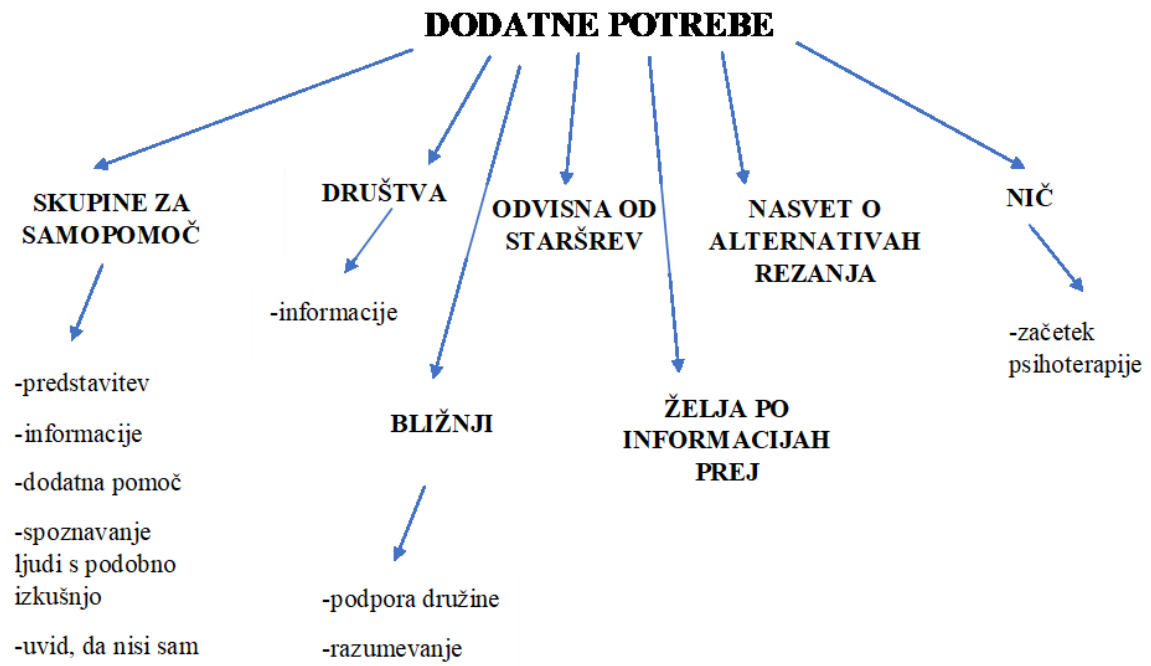 DODATNE POTREBE
SKUPINE ZA
SAMOPOMOČ
-predstavitev
-informacije
-dodatna pomoč
-spoznavanje
ljudi s podobno
izkušnjo
-uvid, da nisi sam
DRUŠTVA
-informacije
BLIŽNJI
-podpora družine
-razumevanje
ODVISNA OD
STARŠREV
ŽELJA PO
INFORMACIJAH
PREJ
NASVET O
ALTERNATIVAH
REZANJA
NIČ
-začetek
psihoterapije